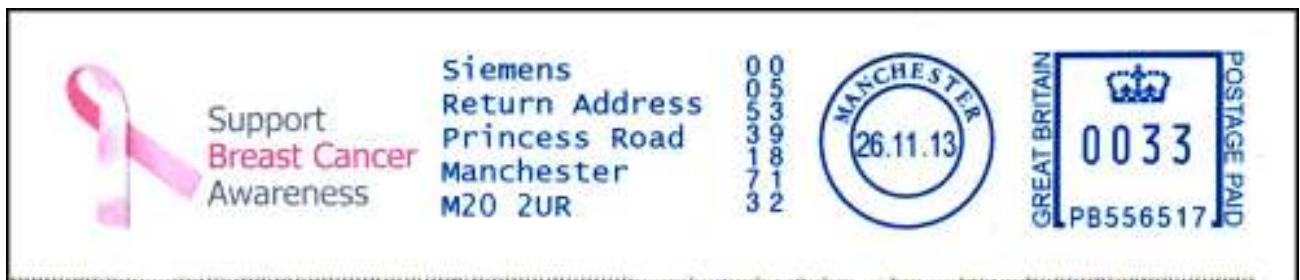 Support
Breast Cancer
Awareness
Siemens
Return Address
Princess Road
Manchester
M20 2UR
00
05
53
39
18
71
32
MANCHESTER
26.11.13
GREAT BRITAIN
0033
PB556517
POSTAGE PAID